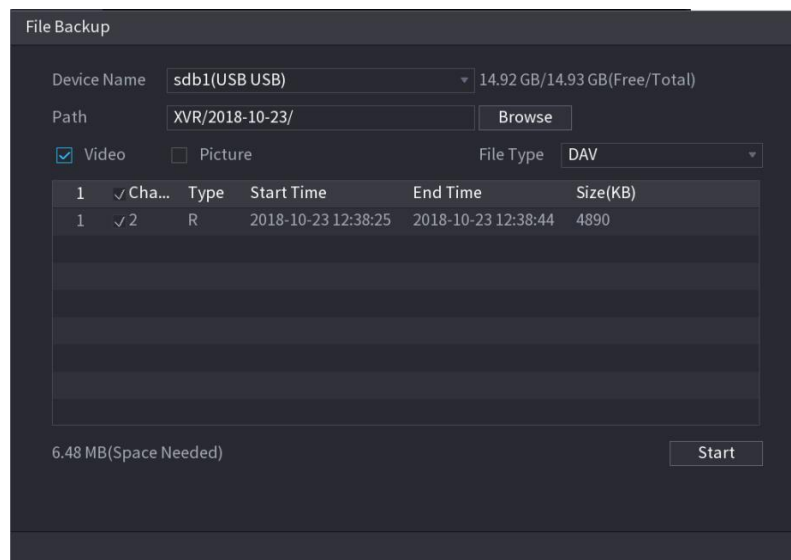 File Backup
Device Name sdb1(USB USB) 14.92 GB/14.93 GB(Free/Total)
Path XVR/2018-10-23/ Browse
Video Picture File Type DAV
1 Cha... Type Start Time End Time Size(KB)
1 2 R 2018-10-23 12:38:25 2018-10-23 12:38:44 4890
6.48 MB(Space Needed) Start